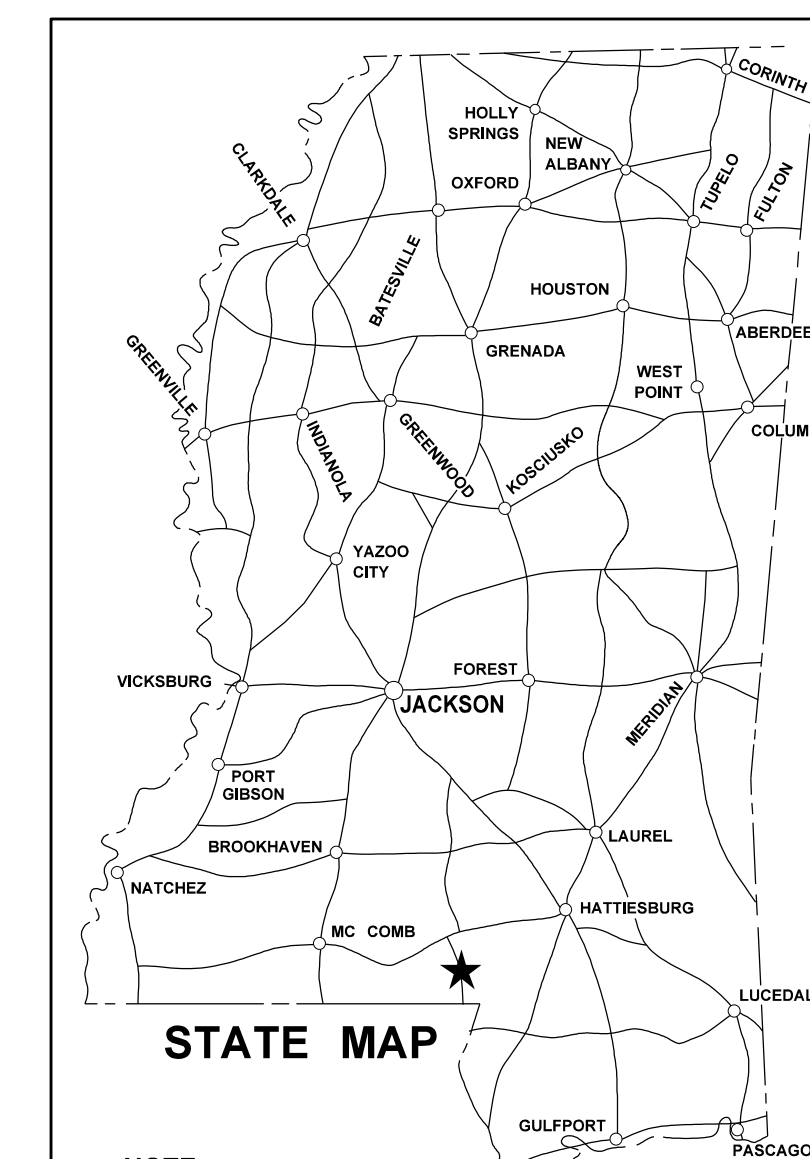 CORINTH
HOLLY
SPRINGS
NEW
ALBANY
CLARKDALE
OXFORD
TUPELO
FULTON
BATESVILLE
HOUSTON
ABERDEE
GRENADA
GREENVILLE
WEST
POINT
COLUM
INDIANOLA
GREENWOOD
KOSCIUSKO
YAZOO
CITY
VICKSBURG
FOREST
JACKSON
MERIDIAN
PORT
GIBSON
BROOKHAVEN
LAUREL
NATCHEZ
HATTIESBURG
MC COMB
LUCEDAL
STATE MAP
GULFPORT
PASCAGO
NOTE